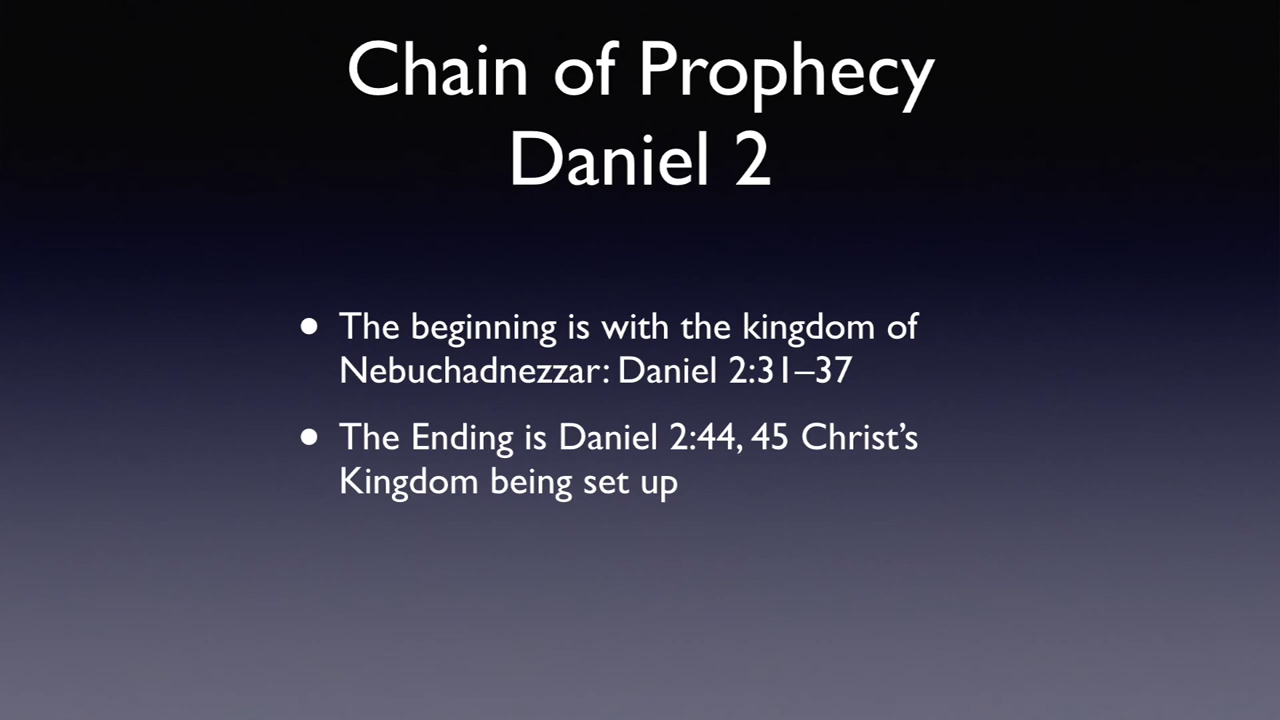 Chain of Prophecy
Daniel 2
• The beginning is with the kingdom of
Nebuchadnezzar: Daniel 2:31–37
• The Ending is Daniel 2:44, 45 Christ’s
Kingdom being set up